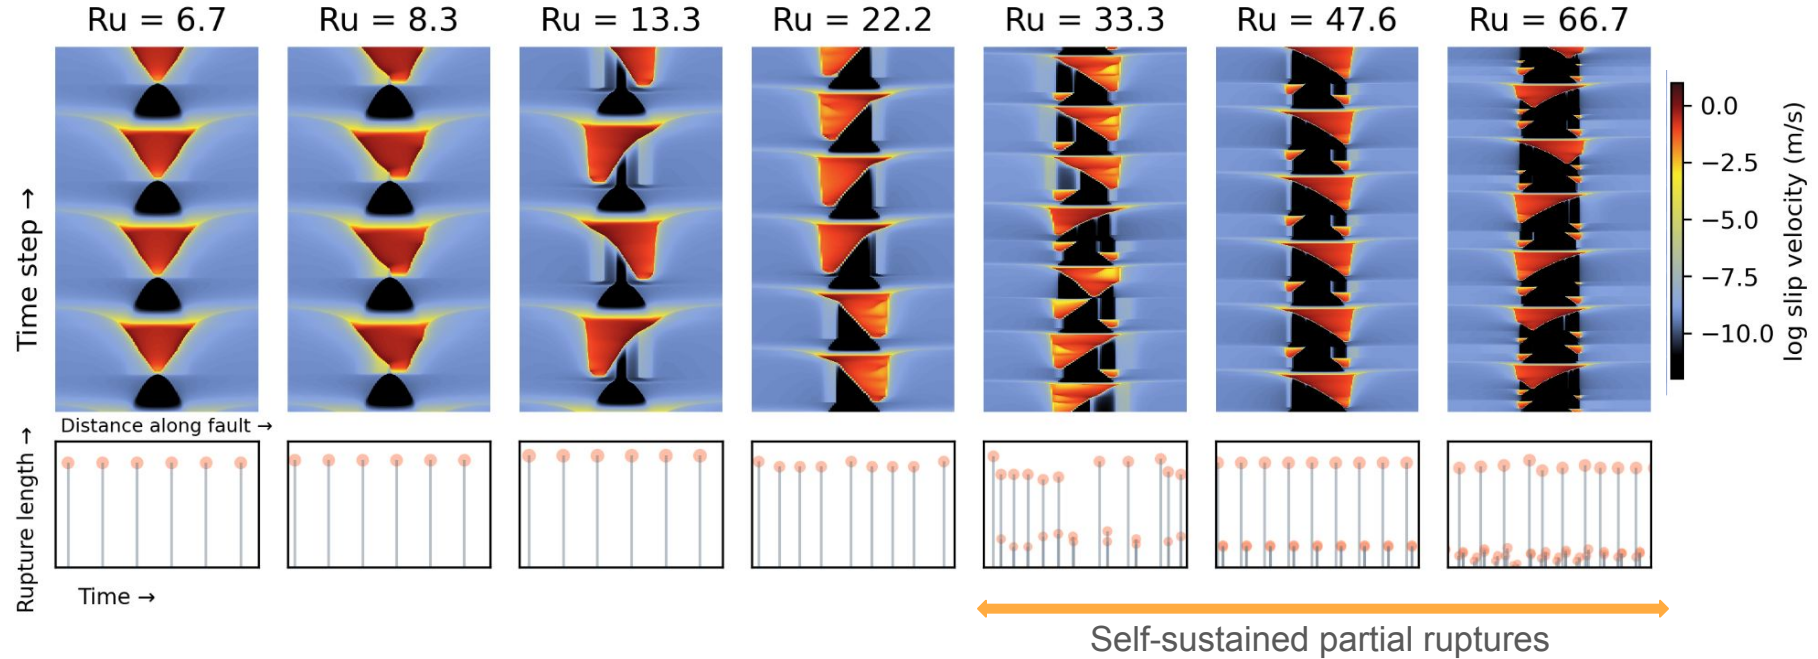 Ru = 6.7
Ru = 8.3
Ru = 13.3
Ru = 22.2
Ru = 33.3
Ru = 47.6
Ru = 66.7
Time step →
0.0
−2.5
−5.0
−7.5
−10.0
log slip velocity (m/s)
Distance along fault →
Rupture length →
Time →
Self-sustained partial ruptures